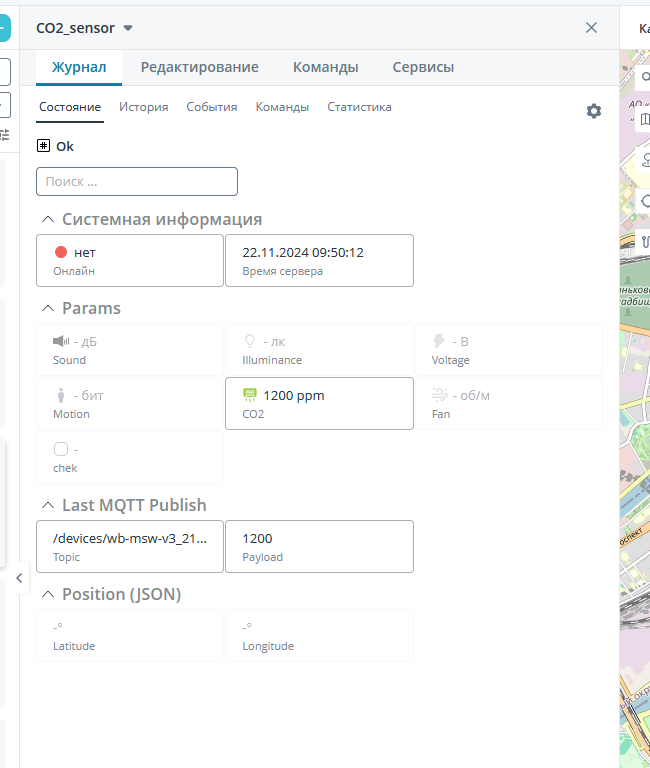 CO2_sensor
Журнал
Редактирование
Команды
Сервисы
Состояние
История
События
Команды
Статистика
Ok
Поиск ...
Системная информация
нет
Онлайн
22.11.2024 09:50:12
Время сервера
Params
- дБ
Sound
- лк
Illuminance
- В
Voltage
- бит
Motion
1200 ppm
CO2
- об/м
Fan
-
chek
Last MQTT Publish
/devices/wb-msw-v3_21...
Topic
1200
Payload
Position (JSON)
-°
Latitude
-°
Longitude